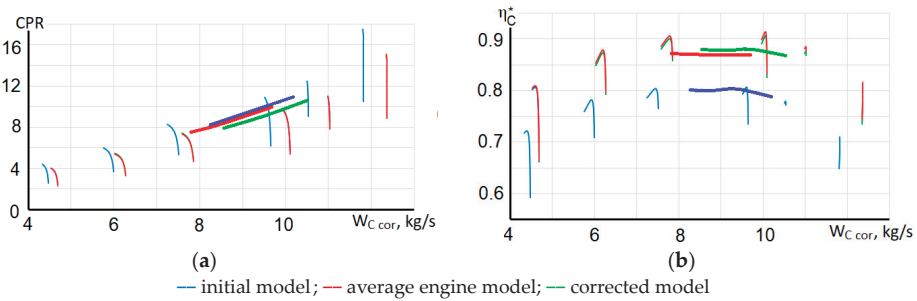 CPR
16
12
8
4
0
4 6 8 10 W_C cor, kg/s
(a)
η*_C
0.9
0.8
0.7
0.6
4 6 8 10 W_C cor, kg/s
(b)
initial model; average engine model; corrected model